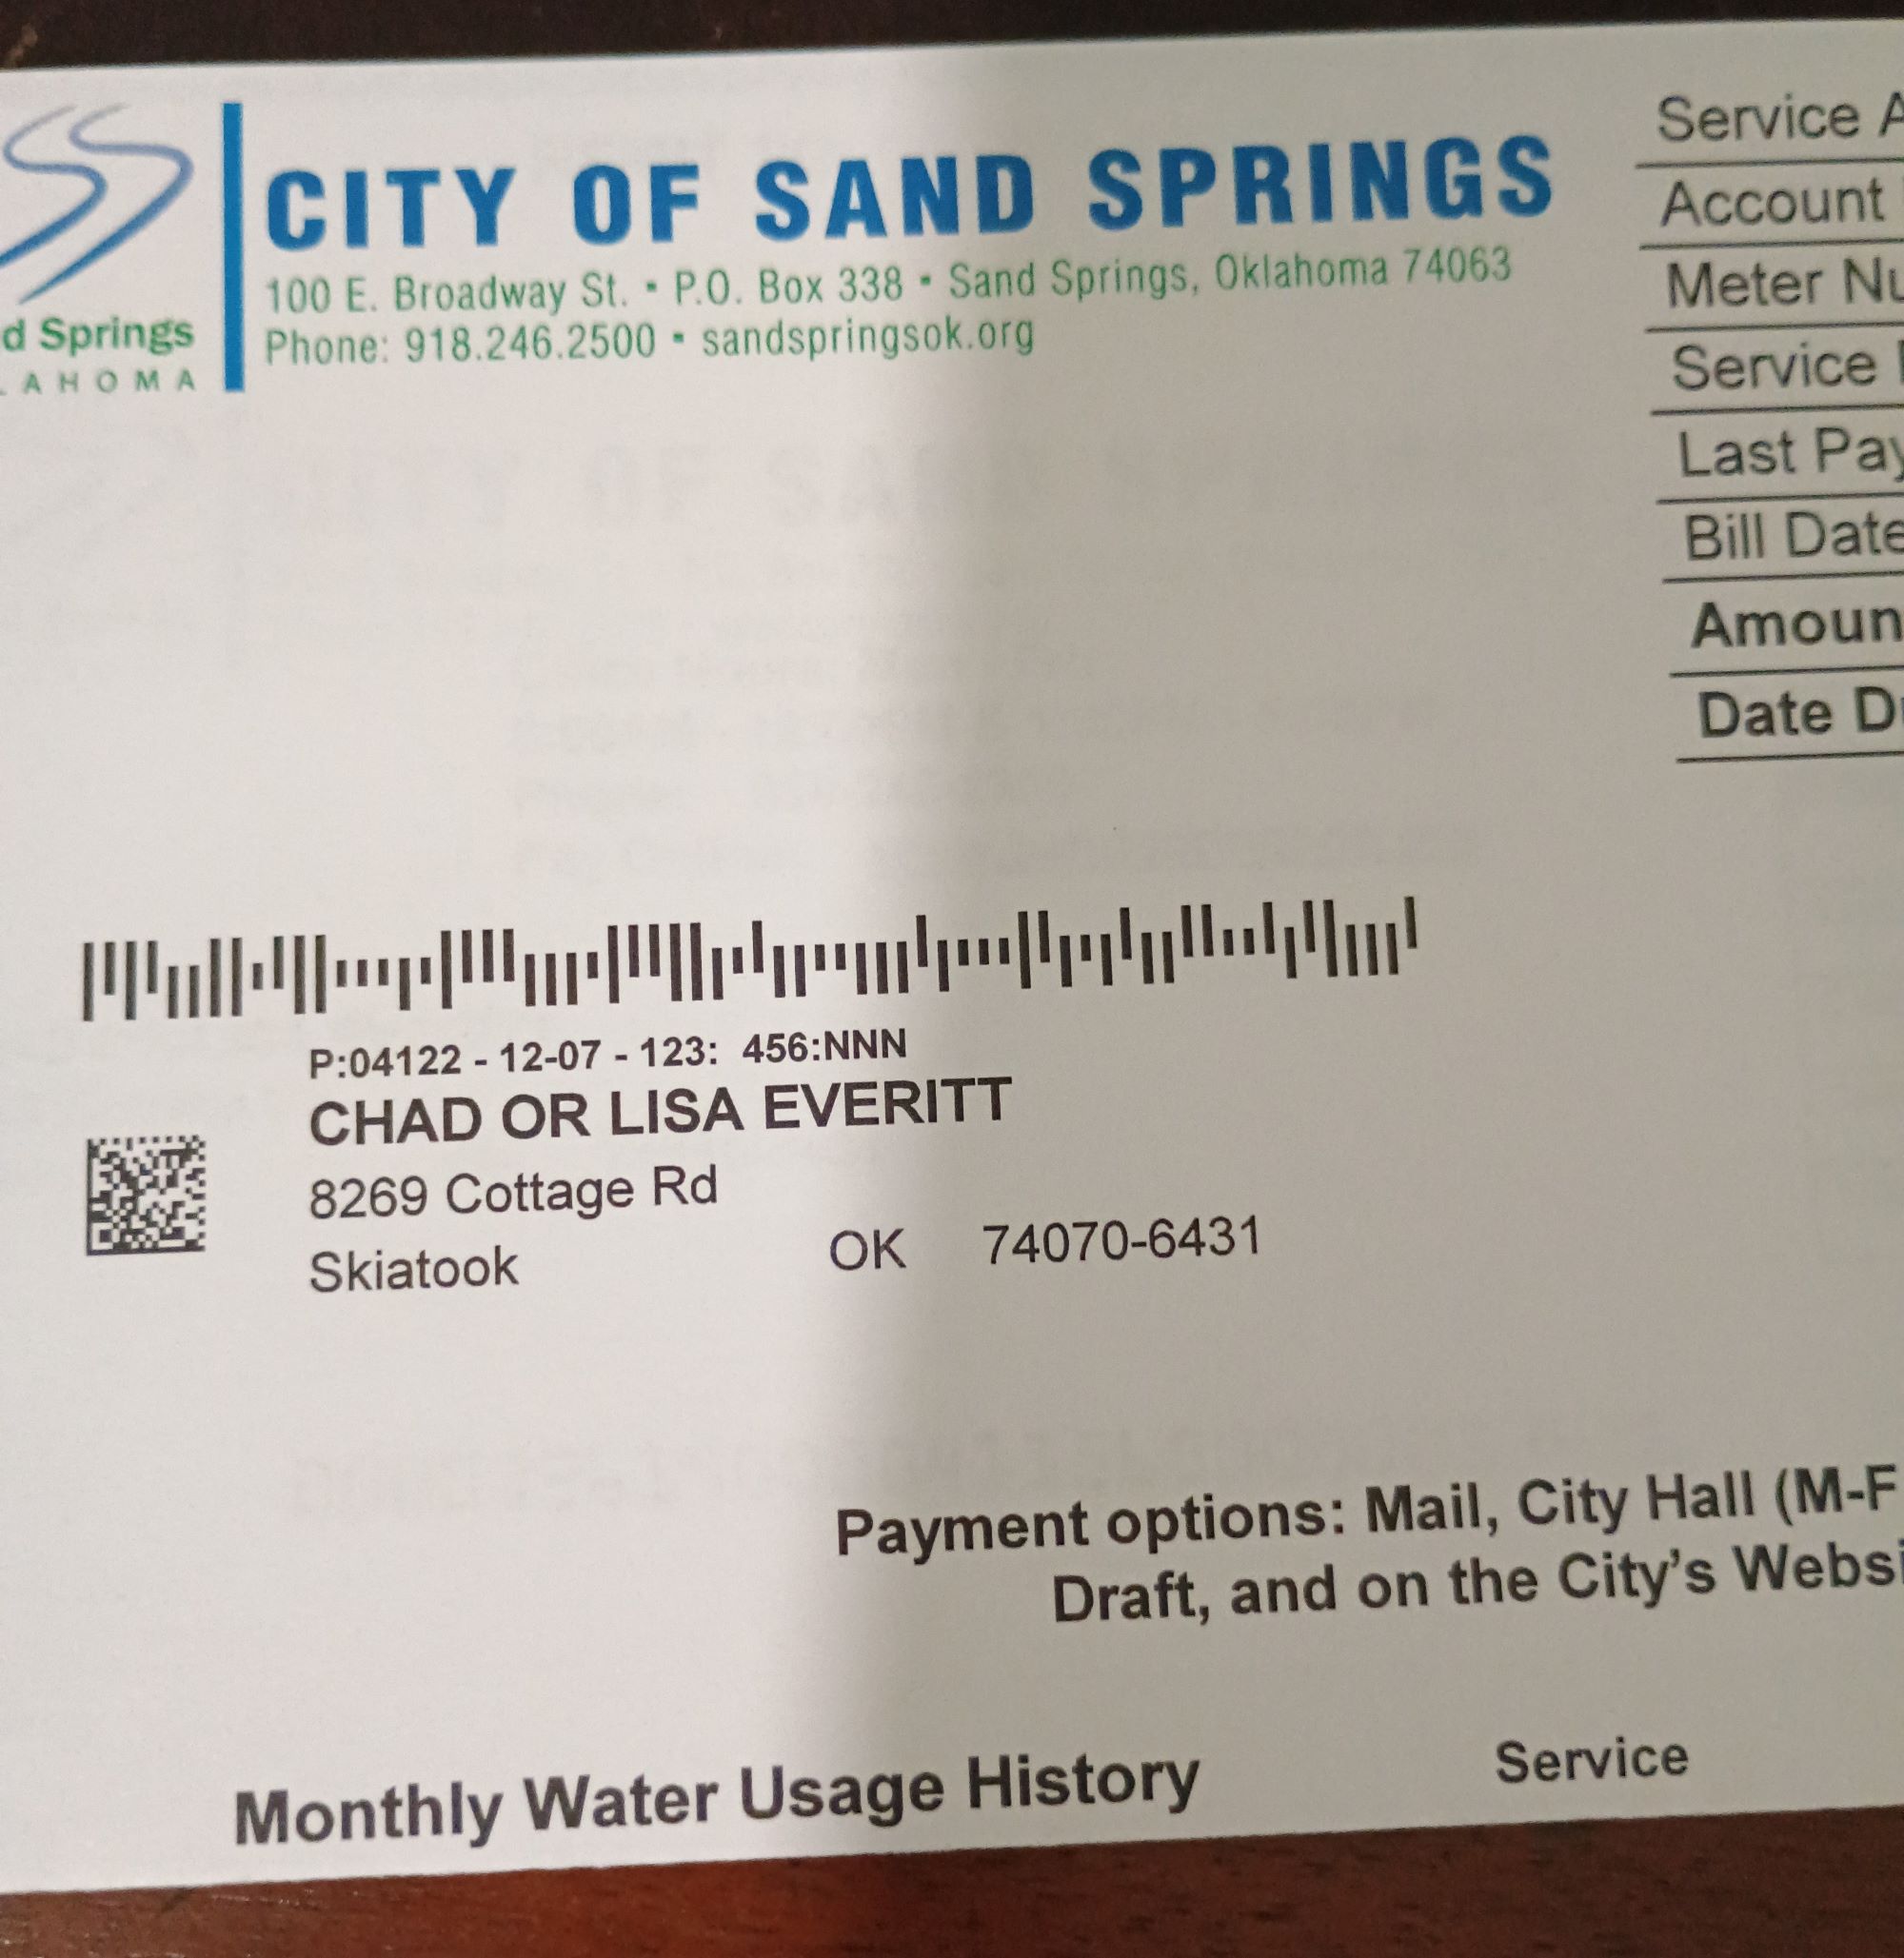 CITY OF SAND SPRINGS
100 E. Broadway St. ▪ P.O. Box 338 ▪ Sand Springs, Oklahoma 74063
Phone: 918.246.2500 ▪ sandspringsok.org
d Springs
LAHOMA
Service A
Account
Meter Nu
Service
Last Pay
Bill Date
Amoun
Date Du
P:04122 - 12-07 - 123: 456:NNN
CHAD OR LISA EVERITT
8269 Cottage Rd
Skiatook OK 74070-6431
Payment options: Mail, City Hall (M-F
Draft, and on the City’s Websi
Monthly Water Usage History
Service